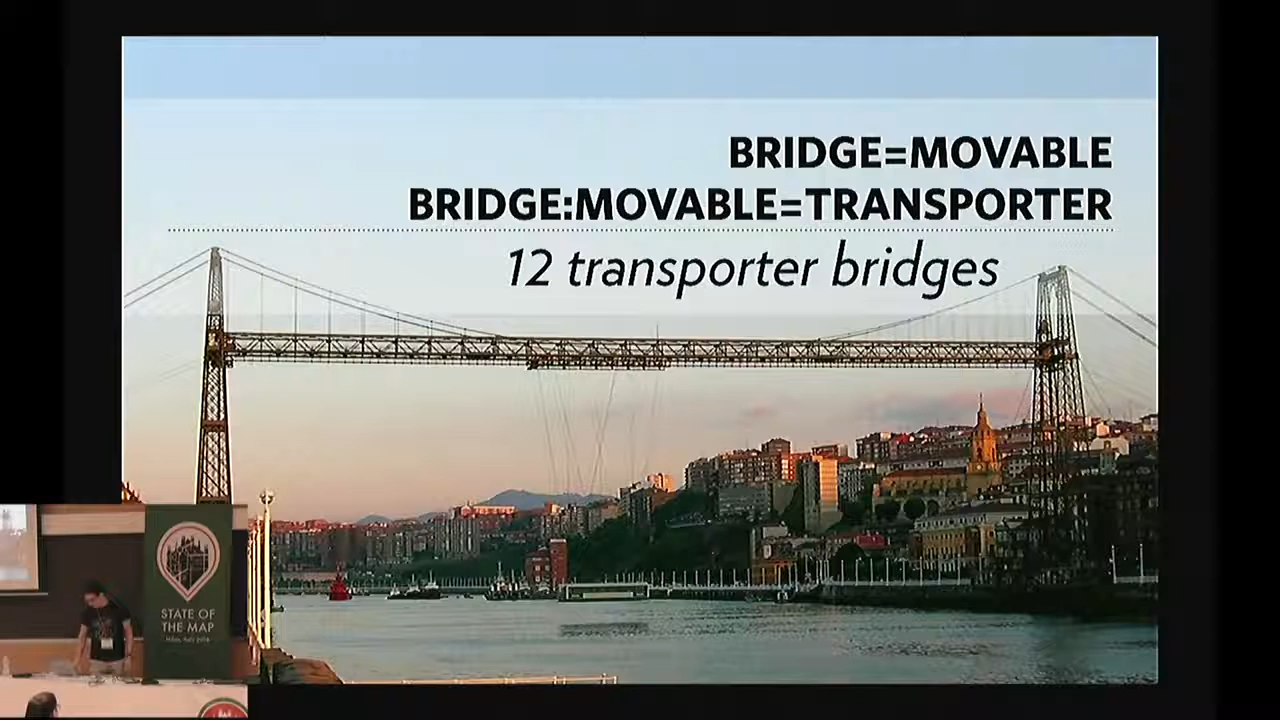 BRIDGE=MOVABLE
BRIDGE:MOVABLE=TRANSPORTER
12 transporter bridges
STATE OF
THE MAP